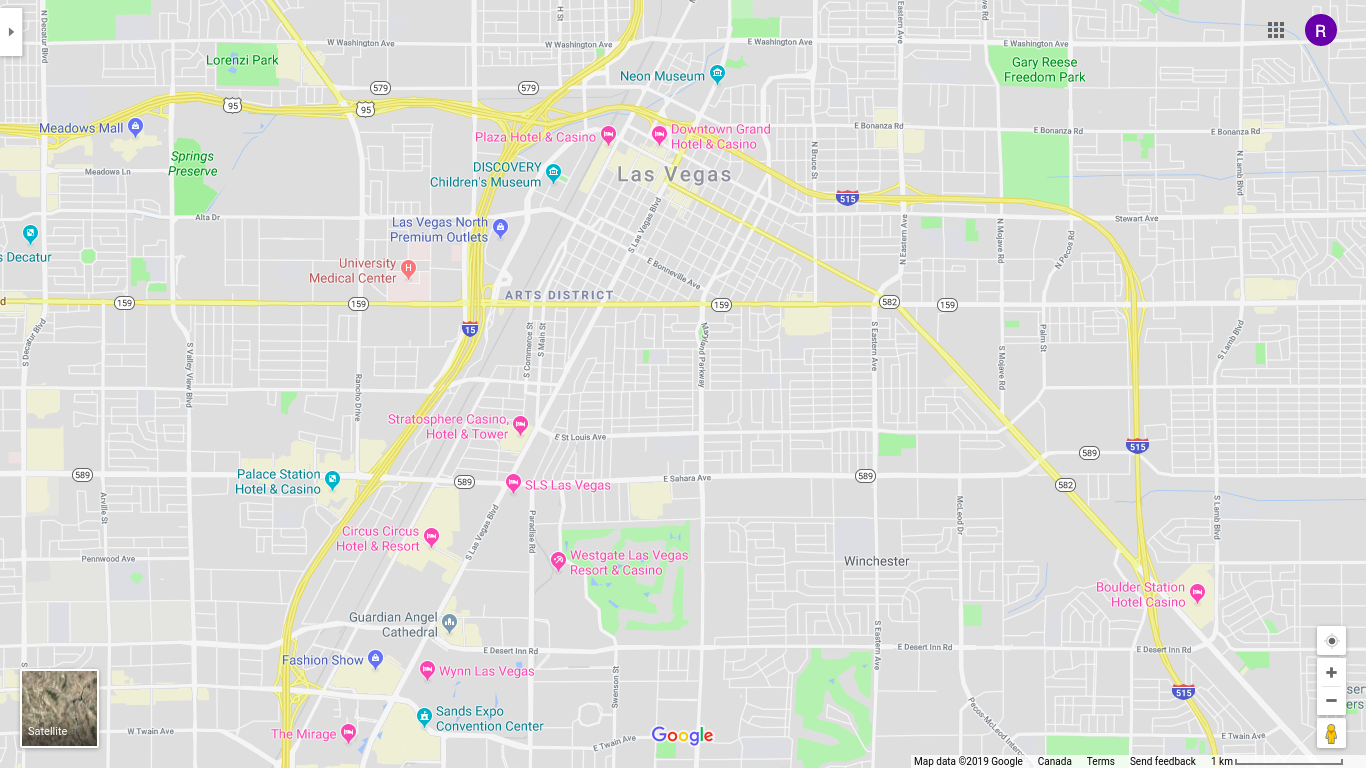 N Decatur Blvd
H St
N Eastern Ave
W Washington Ave
W Washington Ave
E Washington Ave
E Washington Ave
R
Lorenzi Park
Neon Museum
Gary Reese
Freedom Park
579
579
95
95
Meadows Mall
Plaza Hotel & Casino
Downtown Grand
Hotel & Casino
E Bonanza Rd
E Bonanza Rd
E Bonanza Rd
N Bruce St
N Lamb Blvd
Springs
Preserve
Meadows Ln
DISCOVERY
Children's Museum
Las Vegas
515
Alta Dr
Las Vegas North
Premium Outlets
S Las Vegas Blvd
N Eastern Ave
N Mojave Rd
N Pecos Rd
Stewart Ave
s Decatur
University
Medical Center
H
E Bonneville Ave
ARTS DISTRICT
d
159
159
159
582
159
15
S Decatur Blvd
S Valley View Blvd
Rancho Drive
S Commerce St
S Main St
Maryland Parkway
S Eastern Ave
S Mojave Rd
Palm St
S Lamb Blvd
Stratosphere Casino,
Hotel & Tower
E St Louis Ave
515
589
589
589
589
582
Palace Station
Hotel & Casino
SLS Las Vegas
E Sahara Ave
Arville St
S Las Vegas Blvd
Paradise Rd
McLeod Dr
S Lamb Blvd
Circus Circus
Hotel & Resort
Westgate Las Vegas
Resort & Casino
Pennwood Ave
Winchester
Boulder Station
Hotel Casino
Guardian Angel
Cathedral
S Eastern Ave
Fashion Show
Wynn Las Vegas
E Desert Inn Rd
E Desert Inn Rd
E Desert Inn Rd
Swenson St
515
Sands Expo
Convention Center
The Mirage
W Twain Ave
E Twain Ave
E Twain Ave
Pecos-McLeod Interc
Satellite
Google
Map data ©2019 Google
Canada
Terms
Send feedback
1 km